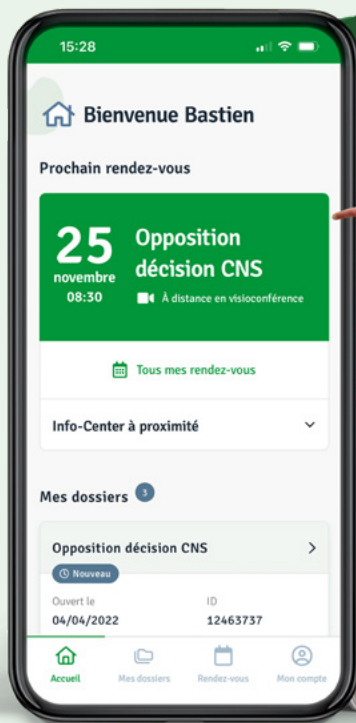 15:28
Bienvenue Bastien
Prochain rendez-vous
25
novembre
08:30
Opposition
décision CNS
À distance en visioconférence
Tous mes rendez-vous
Info-Center à proximité
Mes dossiers 3
Opposition décision CNS
Nouveau
Ouvert le
04/04/2022
ID
12463737
Accueil
Mes dossiers
Rendez-vous
Mon compte